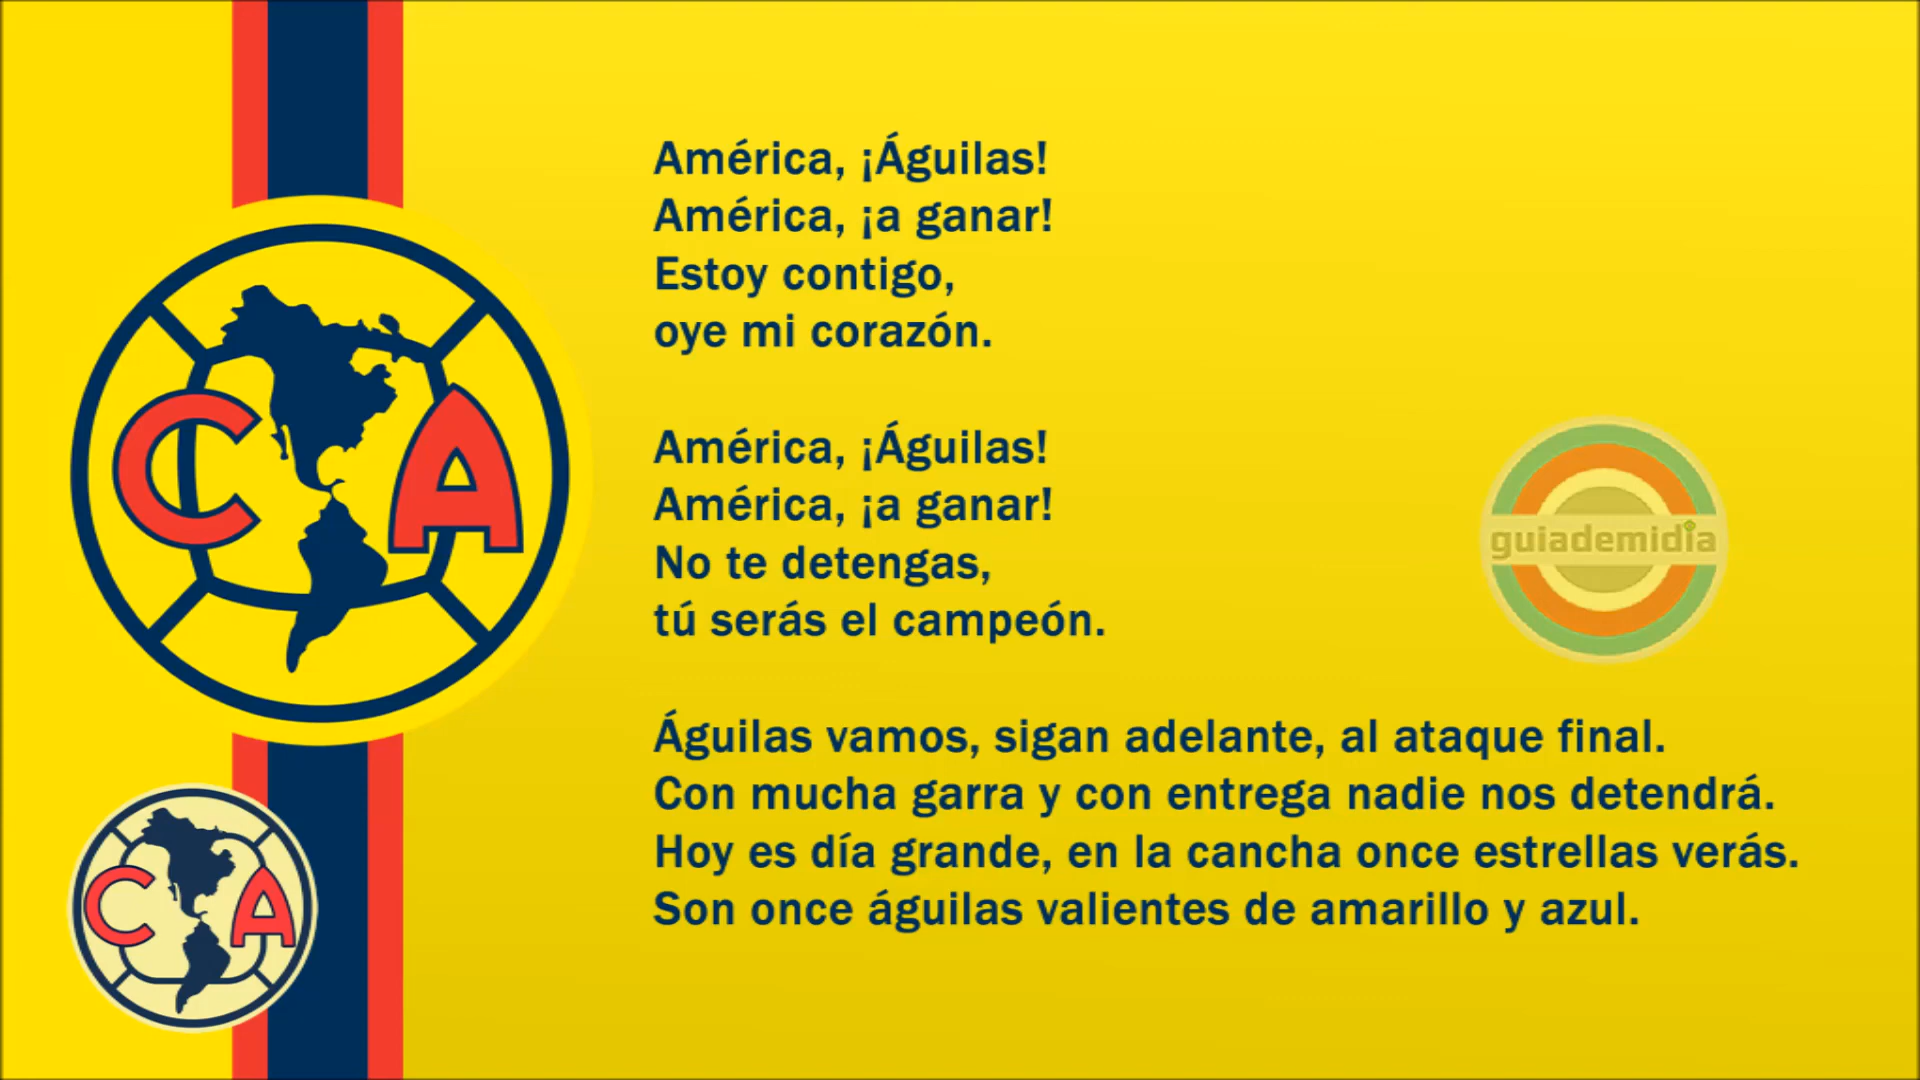 América, ¡Águilas!
América, ¡a ganar!
Estoy contigo,
oye mi corazón.
América, ¡Águilas!
América, ¡a ganar!
No te detengas,
tú serás el campeón.
Águilas vamos, sigan adelante, al ataque final.
Con mucha garra y con entrega nadie nos detendrá.
Hoy es día grande, en la cancha once estrellas verás.
Son once águilas valientes de amarillo y azul.
C A
C A
guiademidia